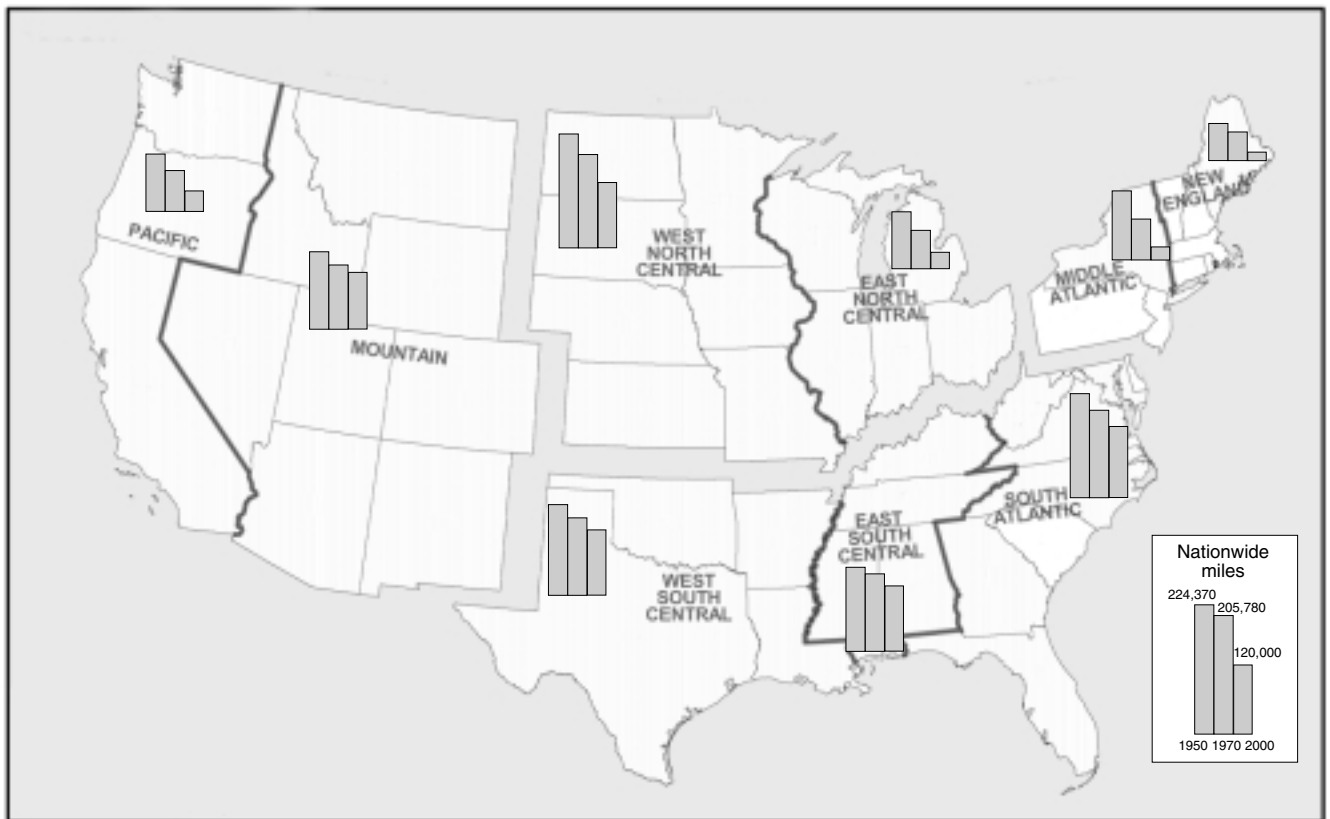 PACIFIC
MOUNTAIN
WEST
NORTH
CENTRAL
WEST
SOUTH
CENTRAL
EAST
NORTH
CENTRAL
EAST
SOUTH
CENTRAL
SOUTH
ATLANTIC
MIDDLE
ATLANTIC
NEW
ENGLAND
Nationwide
miles
224,370
205,780
120,000
1950 1970 2000